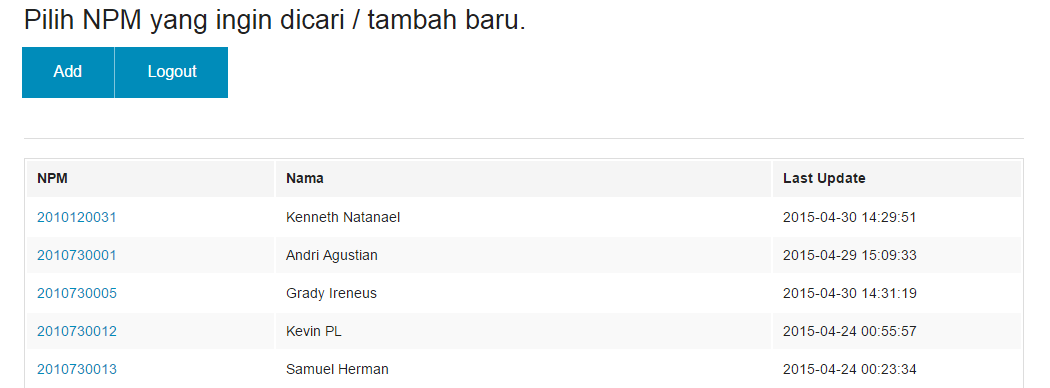 Pilih NPM yang ingin dicari / tambah baru.
Add Logout
NPM Nama Last Update
2010120031 Kenneth Natanael 2015-04-30 14:29:51
2010730001 Andri Agustian 2015-04-29 15:09:33
2010730005 Grady Ireneus 2015-04-30 14:31:19
2010730012 Kevin PL 2015-04-24 00:55:57
2010730013 Samuel Herman 2015-04-24 00:23:34